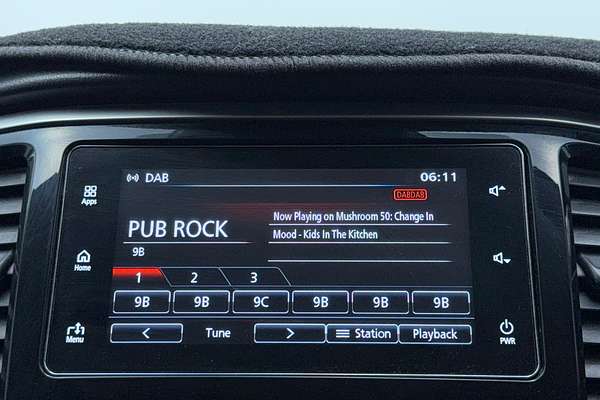 DAB
06:11
Apps
DABDAB
PUB ROCK
Now Playing on Mushroom 50: Change In
Mood - Kids In The Kitchen
9B
Home
1 2 3
9B 9B 9C 9B 9B 9B
Menu
< Tune > Station Playback
PWR